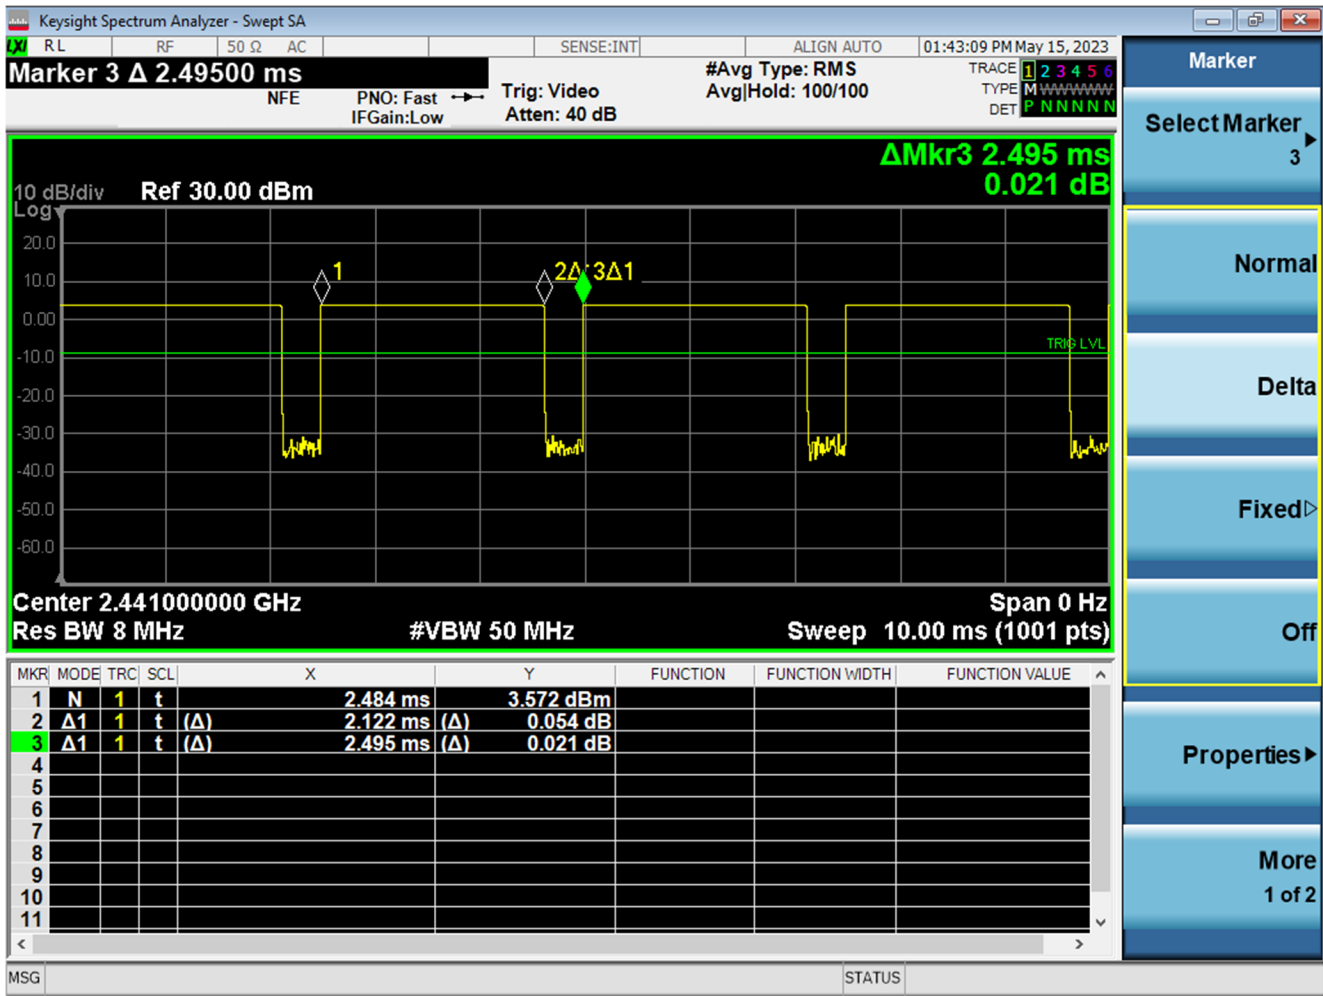 Keysight Spectrum Analyzer - Swept SA
LXI RL RF 50 Ω AC SENSE:INT ALIGN AUTO 01:43:09 PM May 15, 2023
Marker 3 Δ 2.49500 ms
NFE
PNO: Fast
IFGain:Low
Trig: Video
Atten: 40 dB
#Avg Type: RMS
Avg|Hold: 100/100
TRACE 1 2 3 4 5 6
TYPE M W W W W W
DET P N N N N N
ΔMkr3 2.495 ms
0.021 dB
10 dB/div Ref 30.00 dBm
Log
20.0
10.0
0.00
-10.0
-20.0
-30.0
-40.0
-50.0
-60.0
1
2Δ1 3Δ1
TRIG LVL
Center 2.441000000 GHz Span 0 Hz
Res BW 8 MHz #VBW 50 MHz Sweep 10.00 ms (1001 pts)
MKR MODE TRC SCL X Y FUNCTION FUNCTION WIDTH FUNCTION VALUE
1 N 1 t 2.484 ms 3.572 dBm
2 Δ1 1 t (Δ) 2.122 ms (Δ) 0.054 dB
3 Δ1 1 t (Δ) 2.495 ms (Δ) 0.021 dB
4
5
6
7
8
9
10
11
MSG STATUS
Marker
Select Marker
3
Normal
Delta
Fixed
Off
Properties
More
1 of 2